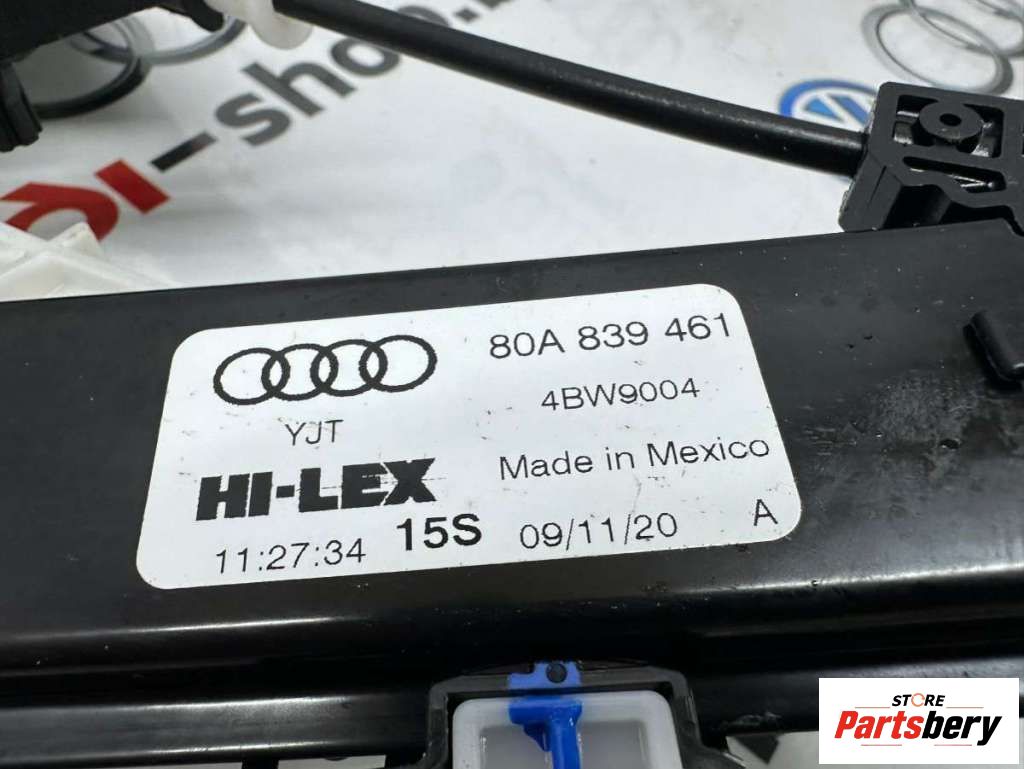 -shop.
80A 839 461
4BW9004
YJT
HI-LEX
Made in Mexico
11:27:34 15S 09/11/20 A
STORE
Partsbery